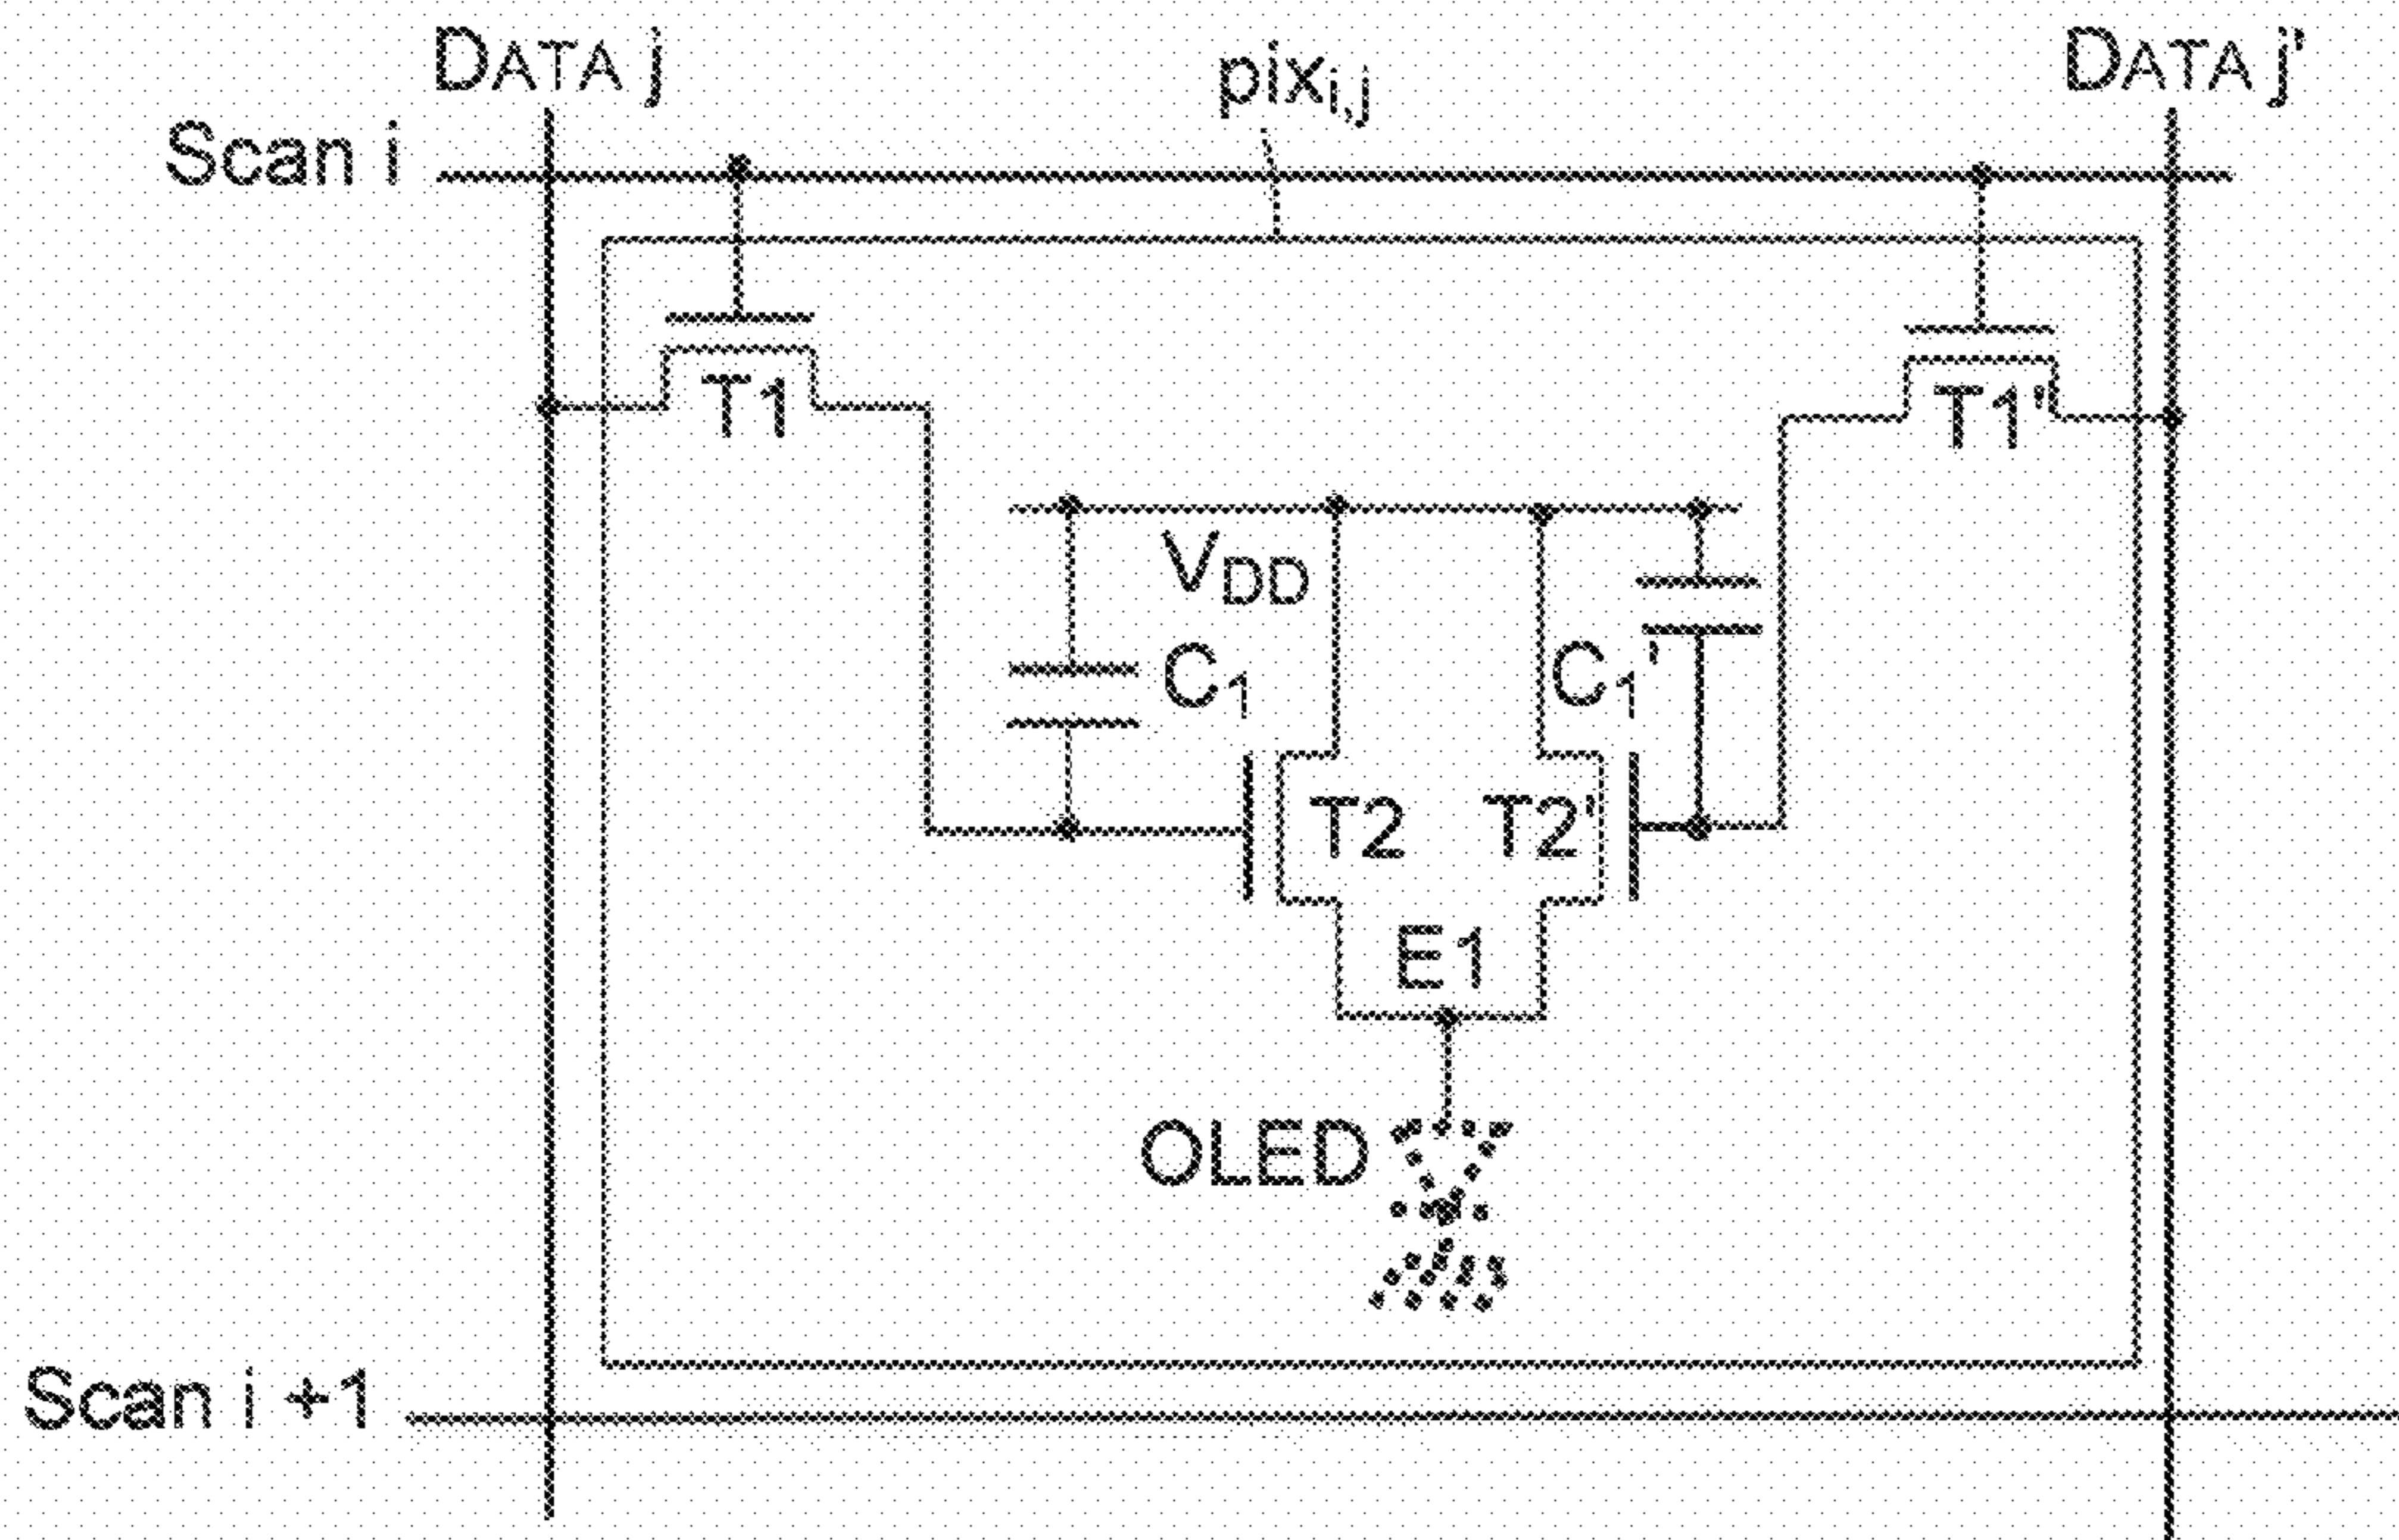 DATA j
pixi,j
DATA j'
Scan i
T1
T1'
VDD
C1
C1'
T2
T2'
E1
OLED
Scan i +1